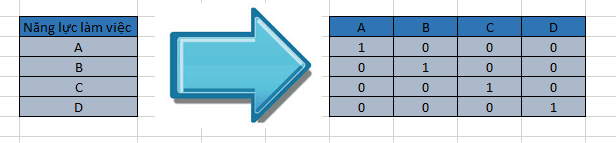 Năng lực làm việc
A
B
C
D
A B C D
1 0 0 0
0 1 0 0
0 0 1 0
0 0 0 1